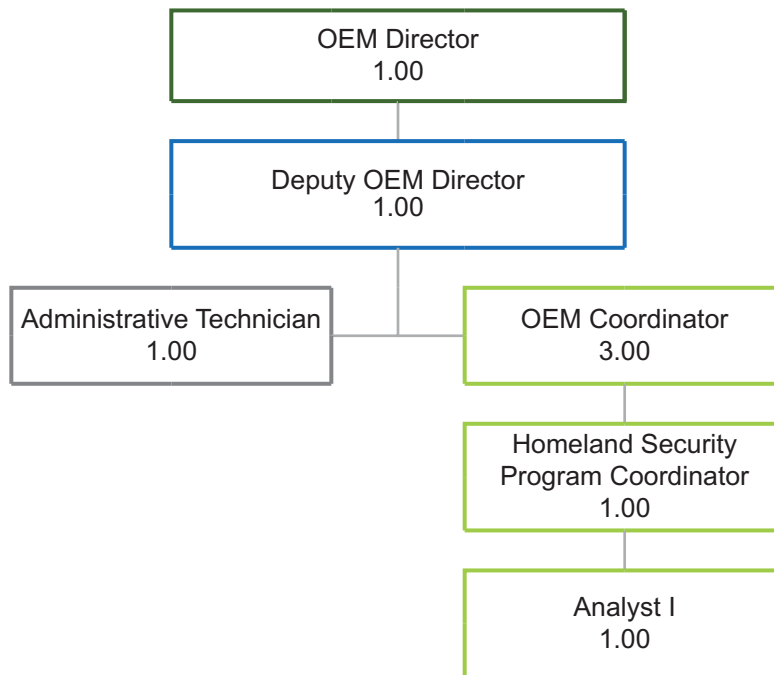 OEM Director
1.00
Deputy OEM Director
1.00
Administrative Technician
1.00
OEM Coordinator
3.00
Homeland Security
Program Coordinator
1.00
Analyst I
1.00